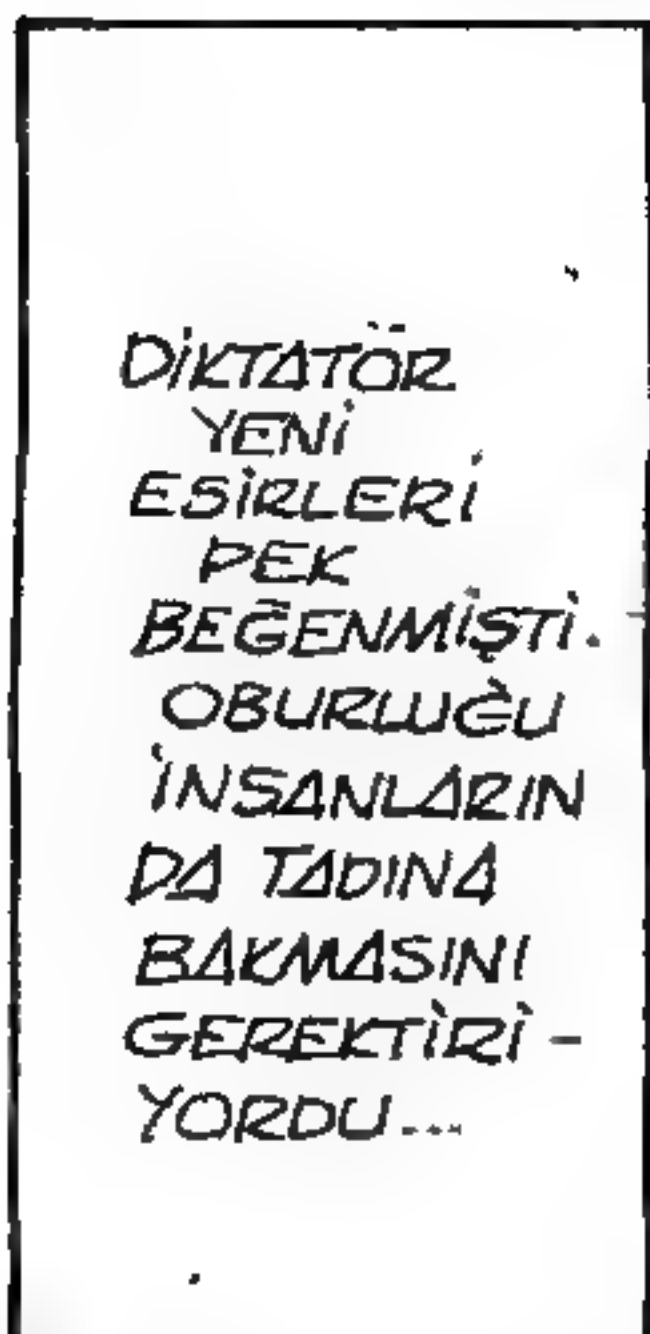 DİKTATÖR
YENİ
ESİRLERİ
PEK
BEĞENMİŞTİ.
OBURLUĞU
İNSANLARIN
DA TADINA
BAKMASINI
GEREKTİRİ-
YORDU...